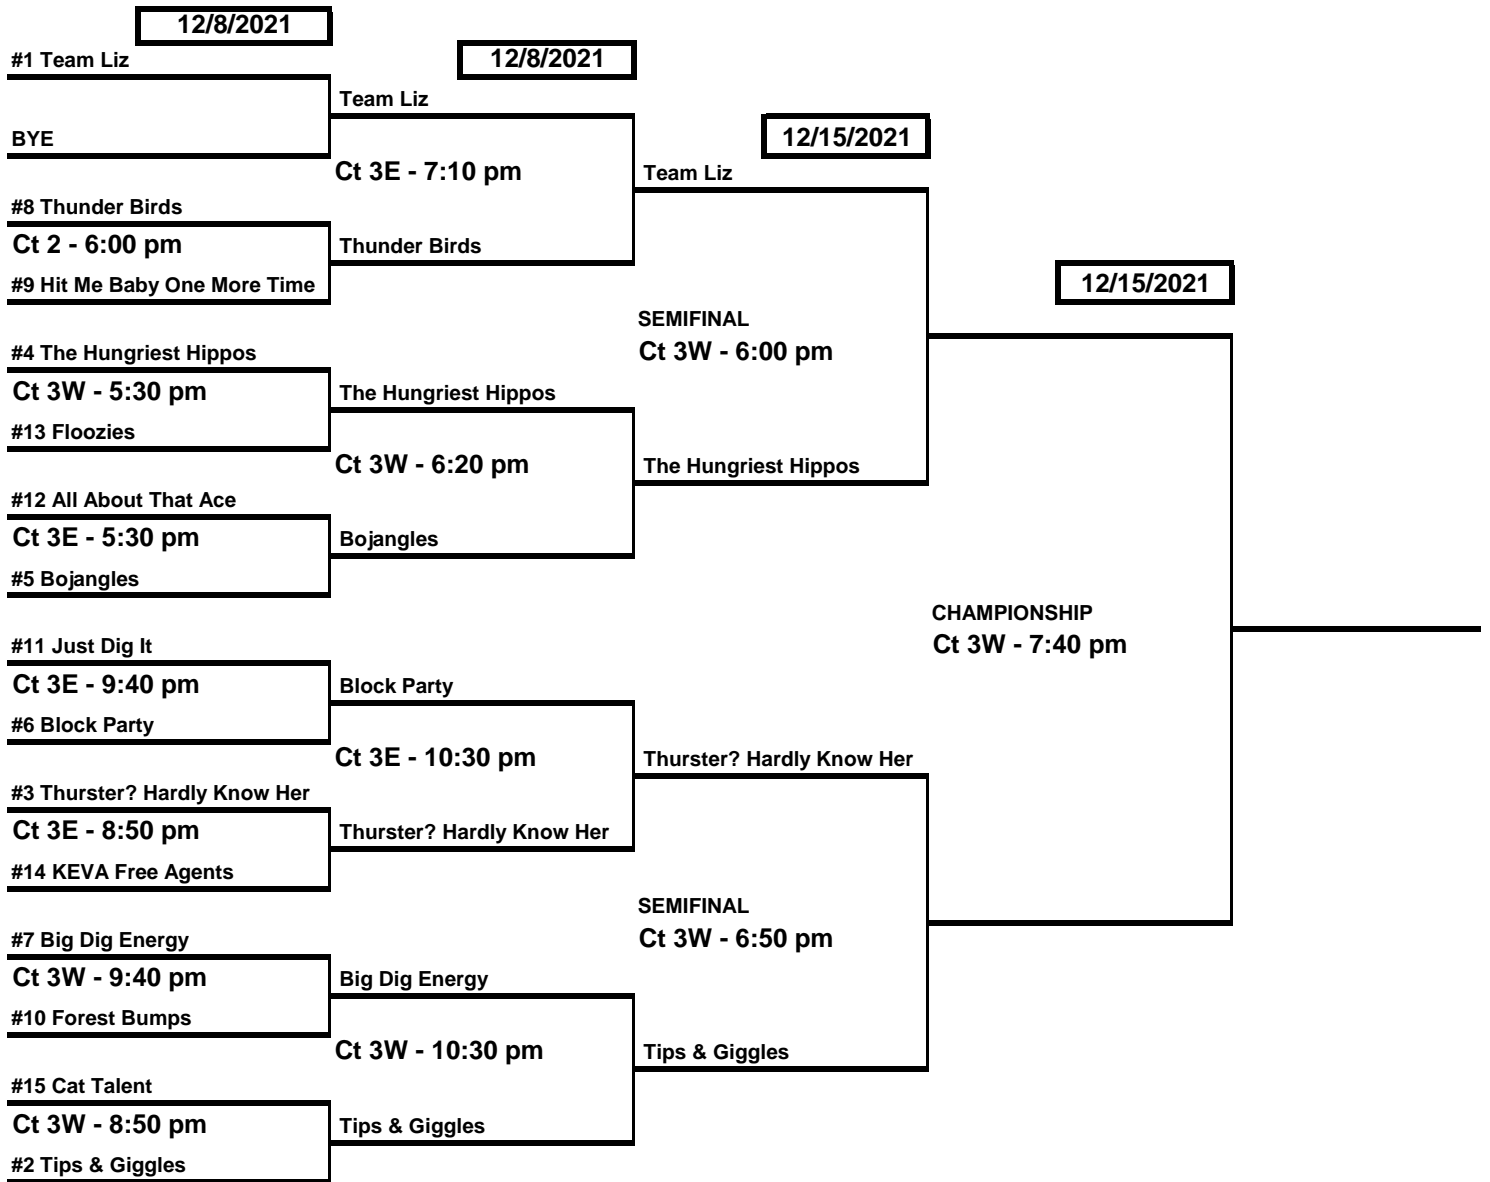 12/8/2021
#1 Team Liz
BYE
#8 Thunder Birds
Ct 2 - 6:00 pm
#9 Hit Me Baby One More Time
#4 The Hungriest Hippos
Ct 3W - 5:30 pm
#13 Floozies
#12 All About That Ace
Ct 3E - 5:30 pm
#5 Bojangles
#11 Just Dig It
Ct 3E - 9:40 pm
#6 Block Party
#3 Thurster? Hardly Know Her
Ct 3E - 8:50 pm
#14 KEVA Free Agents
#7 Big Dig Energy
Ct 3W - 9:40 pm
#10 Forest Bumps
#15 Cat Talent
Ct 3W - 8:50 pm
#2 Tips & Giggles
12/8/2021
Team Liz
Ct 3E - 7:10 pm
Thunder Birds
The Hungriest Hippos
Ct 3W - 6:20 pm
Bojangles
Block Party
Ct 3E - 10:30 pm
Thurster? Hardly Know Her
Big Dig Energy
Ct 3W - 10:30 pm
Tips & Giggles
12/15/2021
Team Liz
SEMIFINAL
Ct 3W - 6:00 pm
The Hungriest Hippos
Thurster? Hardly Know Her
SEMIFINAL
Ct 3W - 6:50 pm
Tips & Giggles
12/15/2021
CHAMPIONSHIP
Ct 3W - 7:40 pm